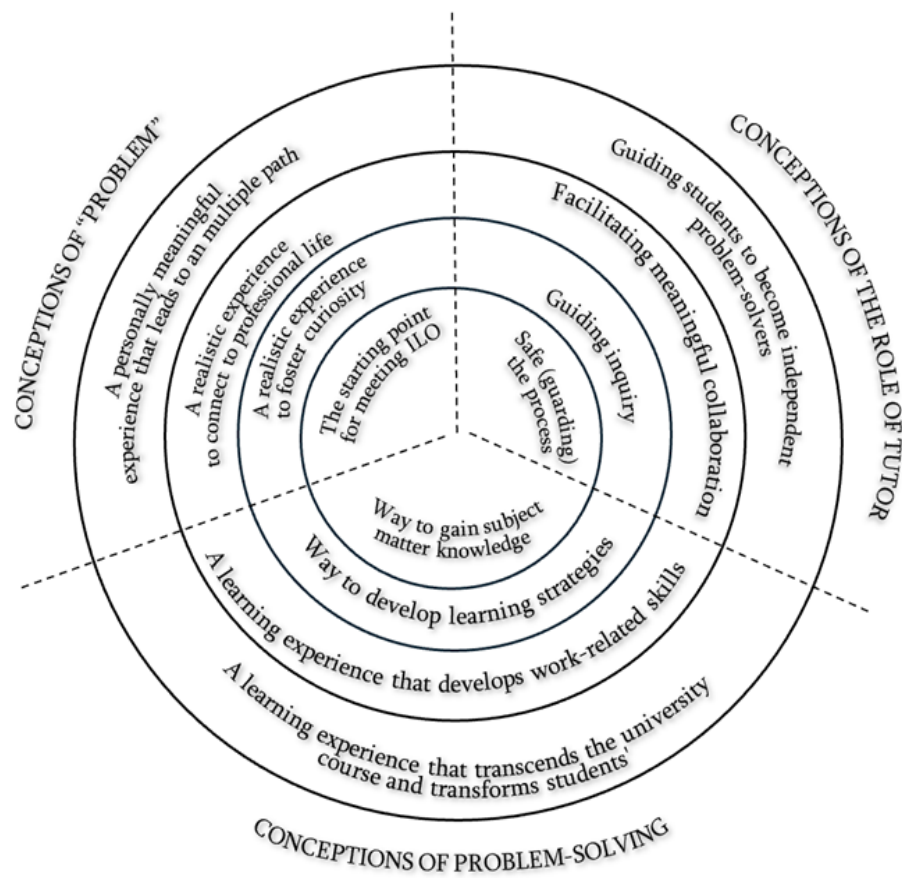 CONCEPTIONS OF "PROBLEM"
A personally meaningful
experience that leads to an multiple path
A realistic experience
to connect to professional life
A realistic experience
to foster curiosity
The starting point
for meeting ILO
CONCEPTIONS OF THE ROLE OF TUTOR
Guiding students to become independent
problem-solvers
Facilitating meaningful collaboration
Guiding inquiry
Safe (guarding)
the process
Way to gain subject
matter knowledge
Way to develop learning strategies
A learning experience that develops work-related skills
A learning experience that transcends the university
course and transforms students'
CONCEPTIONS OF PROBLEM-SOLVING